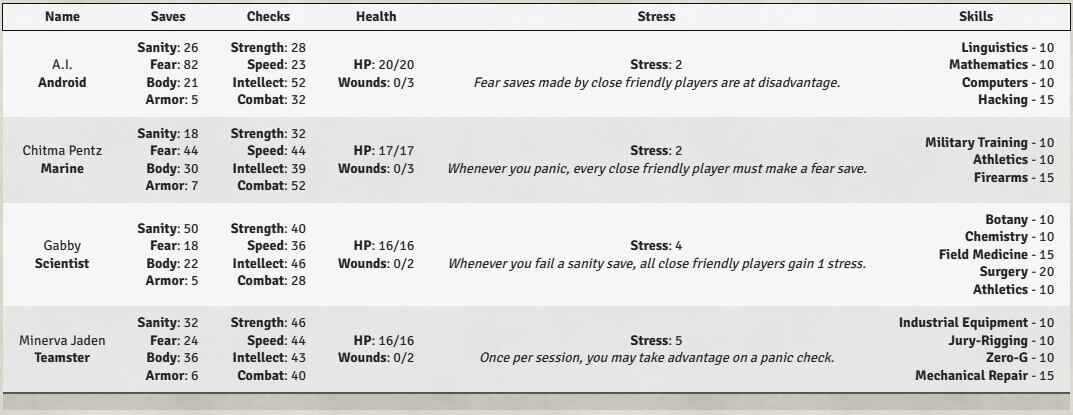 Name Saves Checks Health Stress Skills
Sanity: 26 Strength: 28 Linguistics - 10
A.I. Fear: 82 Speed: 23 HP: 20/20 Stress: 2 Mathematics - 10
Android Body: 21 Intellect: 52 Wounds: 0/3 Fear saves made by close friendly players are at disadvantage. Computers - 10
Armor: 5 Combat: 32 Hacking - 15
Sanity: 18 Strength: 32 Military Training - 10
Chitma Pentz Fear: 44 Speed: 44 HP: 17/17 Stress: 2 Athletics - 10
Marine Body: 30 Intellect: 39 Wounds: 0/3 Whenever you panic, every close friendly player must make a fear save. Firearms - 15
Armor: 7 Combat: 52
Botany - 10
Sanity: 50 Strength: 40 Chemistry - 10
Gabby Fear: 18 Speed: 36 HP: 16/16 Stress: 4 Field Medicine - 15
Scientist Body: 22 Intellect: 46 Wounds: 0/2 Whenever you fail a sanity save, all close friendly players gain 1 stress. Surgery - 20
Armor: 5 Combat: 28 Athletics - 10
Sanity: 32 Strength: 46 Industrial Equipment - 10
Minerva Jaden Fear: 24 Speed: 44 HP: 16/16 Stress: 5 Jury-Rigging - 10
Teamster Body: 36 Intellect: 43 Wounds: 0/2 Once per session, you may take advantage on a panic check. Zero-G - 10
Armor: 6 Combat: 40 Mechanical Repair - 15